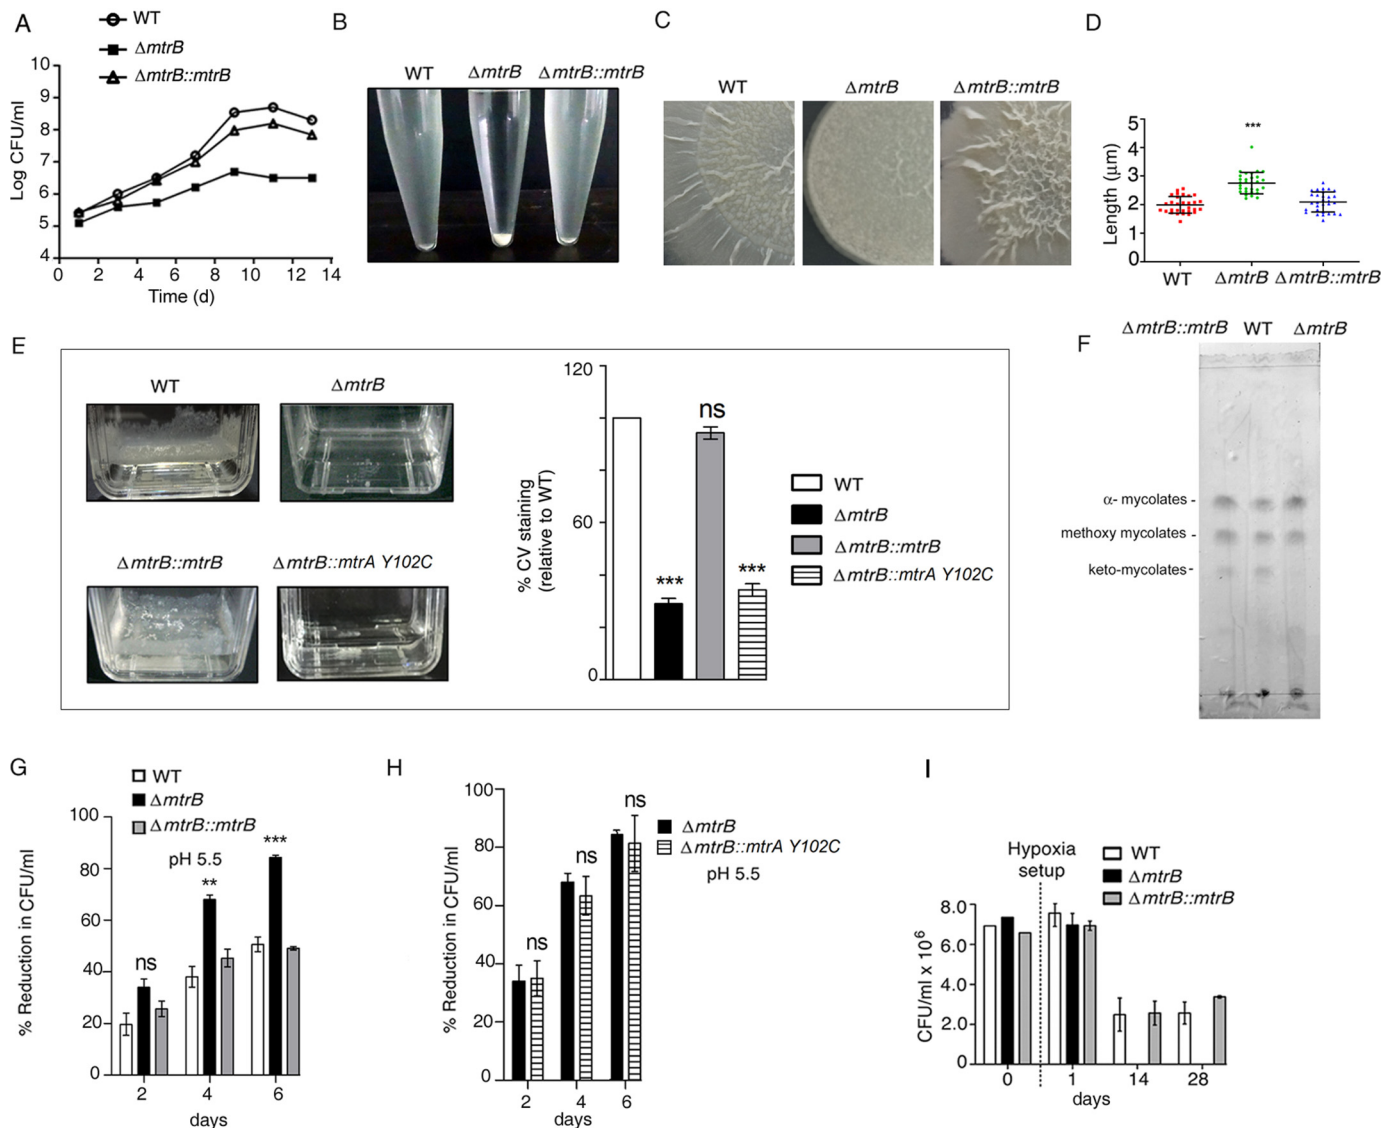 A
WT
ΔmtrB
ΔmtrB::mtrB
Log CFU/ml
10
9
8
7
6
5
4
0 2 4 6 8 10 12 14
Time (d)
B
WT ΔmtrB ΔmtrB::mtrB
C
WT ΔmtrB ΔmtrB::mtrB
D
Length (μm)
5
4
3
2
1
0
***
WT ΔmtrB ΔmtrB::mtrB
E
WT ΔmtrB
ΔmtrB::mtrB ΔmtrB::mtrA Y102C
% CV staining
(relative to WT)
120
60
0
***
ns
***
WT
ΔmtrB
ΔmtrB::mtrB
ΔmtrB::mtrA Y102C
F
ΔmtrB::mtrB WT ΔmtrB
α- mycolates -
methoxy mycolates -
keto-mycolates-
G
WT
ΔmtrB
ΔmtrB::mtrB
pH 5.5
% Reduction in CFU/ml
100
80
60
40
20
0
ns
**
***
2 4 6
days
H
% Reduction in CFU/ml
100
80
60
40
20
0
ns
ns
ns
ΔmtrB
ΔmtrB::mtrA Y102C
pH 5.5
2 4 6
days
I
Hypoxia
setup
WT
ΔmtrB
ΔmtrB::mtrB
CFU/ml x 10⁶
8.0
6.0
4.0
2.0
0
0 1 14 28
days